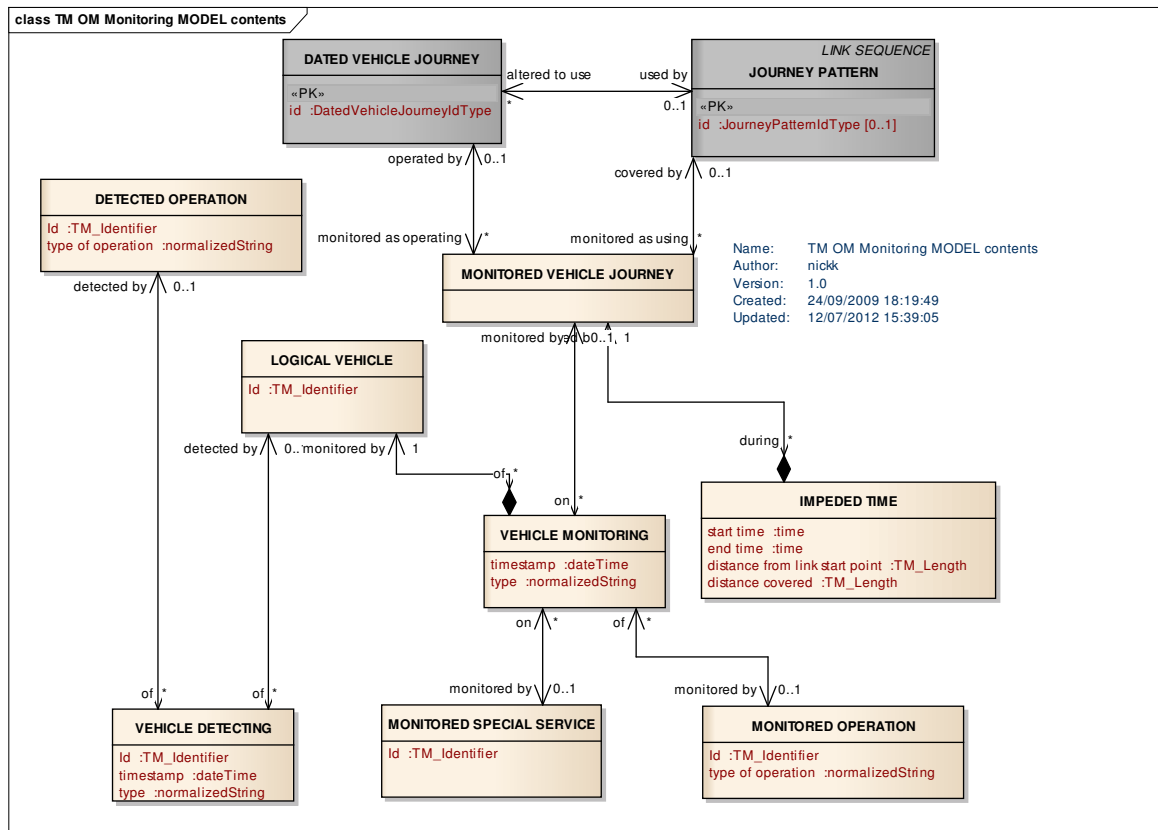 class TM OM Monitoring MODEL contents
DATED VEHICLE JOURNEY
«PK»
id :DatedVehicleJourneyIdType
LINK SEQUENCE
JOURNEY PATTERN
«PK»
id :JourneyPatternIdType [0..1]
altered to use
used by
*
0..1
operated by
0..1
covered by
0..1
DETECTED OPERATION
Id :TM_Identifier
type of operation :normalizedString
monitored as operating
*
monitored as using
*
MONITORED VEHICLE JOURNEY
Name: TM OM Monitoring MODEL contents
Author: nickk
Version: 1.0
Created: 24/09/2009 18:19:49
Updated: 12/07/2012 15:39:05
detected by
0..1
monitored by
0..1
1
LOGICAL VEHICLE
Id :TM_Identifier
detected by
0..
monitored by
1
during
*
of
*
on
*
IMPEDED TIME
start time :time
end time :time
distance from link start point :TM_Length
distance covered :TM_Length
VEHICLE MONITORING
timestamp :dateTime
type :normalizedString
on
*
of
*
of
*
of
*
monitored by
0..1
monitored by
0..1
VEHICLE DETECTING
Id :TM_Identifier
timestamp :dateTime
type :normalizedString
MONITORED SPECIAL SERVICE
Id :TM_Identifier
MONITORED OPERATION
Id :TM_Identifier
type of operation :normalizedString